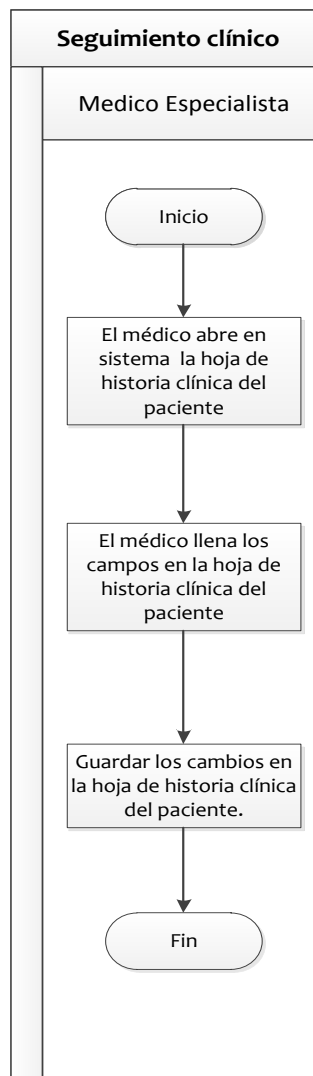 Seguimiento clínico
Medico Especialista
Inicio
El médico abre en
sistema la hoja de
historia clínica del
paciente
El médico llena los
campos en la hoja de
historia clínica del
paciente
Guardar los cambios en
la hoja de historia clínica
del paciente.
Fin